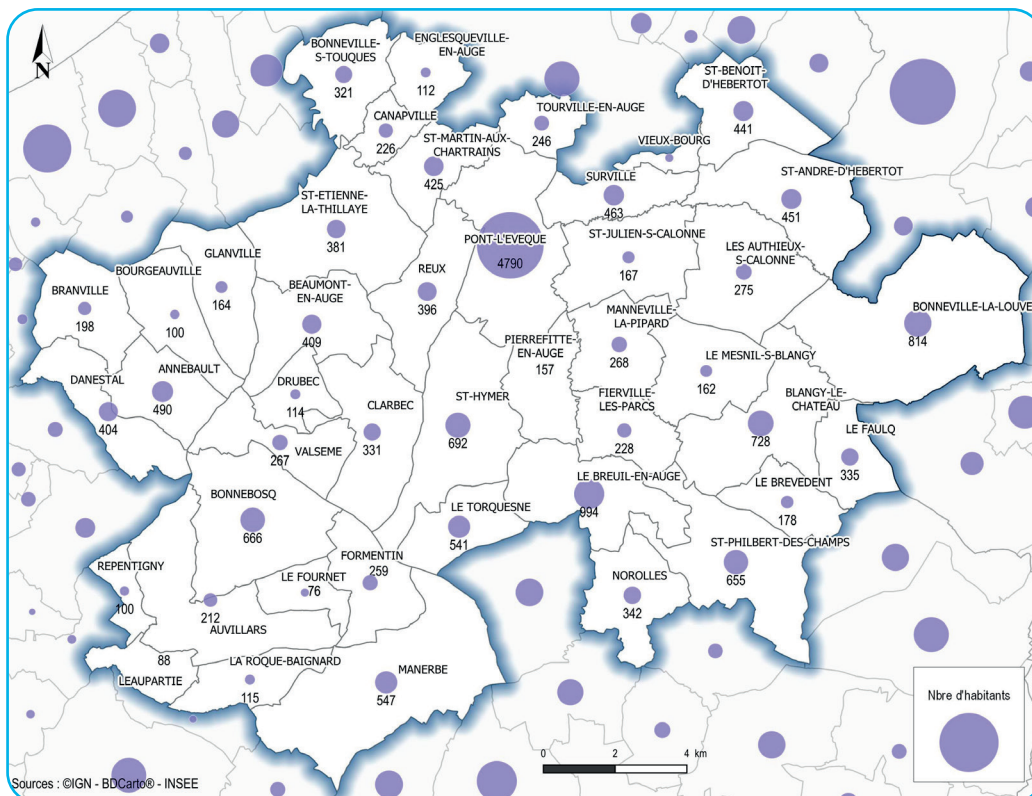 N
BONNEVILLE-
S-TOUQUES
321
ENGLESQUEVILLE-
EN-AUGE
112
CANAPVILLE
226
TOURVILLE-EN-AUGE
246
ST-BENOIT-
D'HEBERTOT
441
ST-MARTIN-AUX-
CHARTRAINS
425
VIEUX-BOURG
SURVILLE
463
ST-ANDRE-D'HEBERTOT
451
ST-ETIENNE-
LA-THILLAYE
381
PONT-L'EVEQUE
4790
ST-JULIEN-S-CALONNE
167
LES AUTHIEUX-
S-CALONNE
275
GLANVILLE
164
BOURGEAUVILLE
100
BRANVILLE
198
BEAUMONT-
EN-AUGE
409
REUX
396
BONNEVILLE-LA-LOUVE
814
MANNEVILLE-
LA-PIPARD
268
PIERREFITTE-
EN-AUGE
157
LE MESNIL-S-BLANGY
162
DANESTAL
404
ANNEBAULT
490
DRUBEC
114
CLARBEC
331
ST-HYMER
692
FIERVILLE-
LES-PARCS
228
BLANGY-LE-
CHATEAU
728
LE FAULQ
335
VALSEME
267
BONNEBOSQ
666
LE TORQUESNE
541
LE BREUIL-EN-AUGE
994
LE BREVEDENT
178
ST-PHILBERT-DES-CHAMPS
655
REPENTIGNY
100
LE FOURNET
76
FORMENTIN
259
NOROLLES
342
212
AUVILLARS
88
LEAUPARTIE
LA ROQUE-BAIGNARD
115
MANERBE
547
Nbre d'habitants
0 2 4 km
Sources : ©IGN - BDCarto® - INSEE